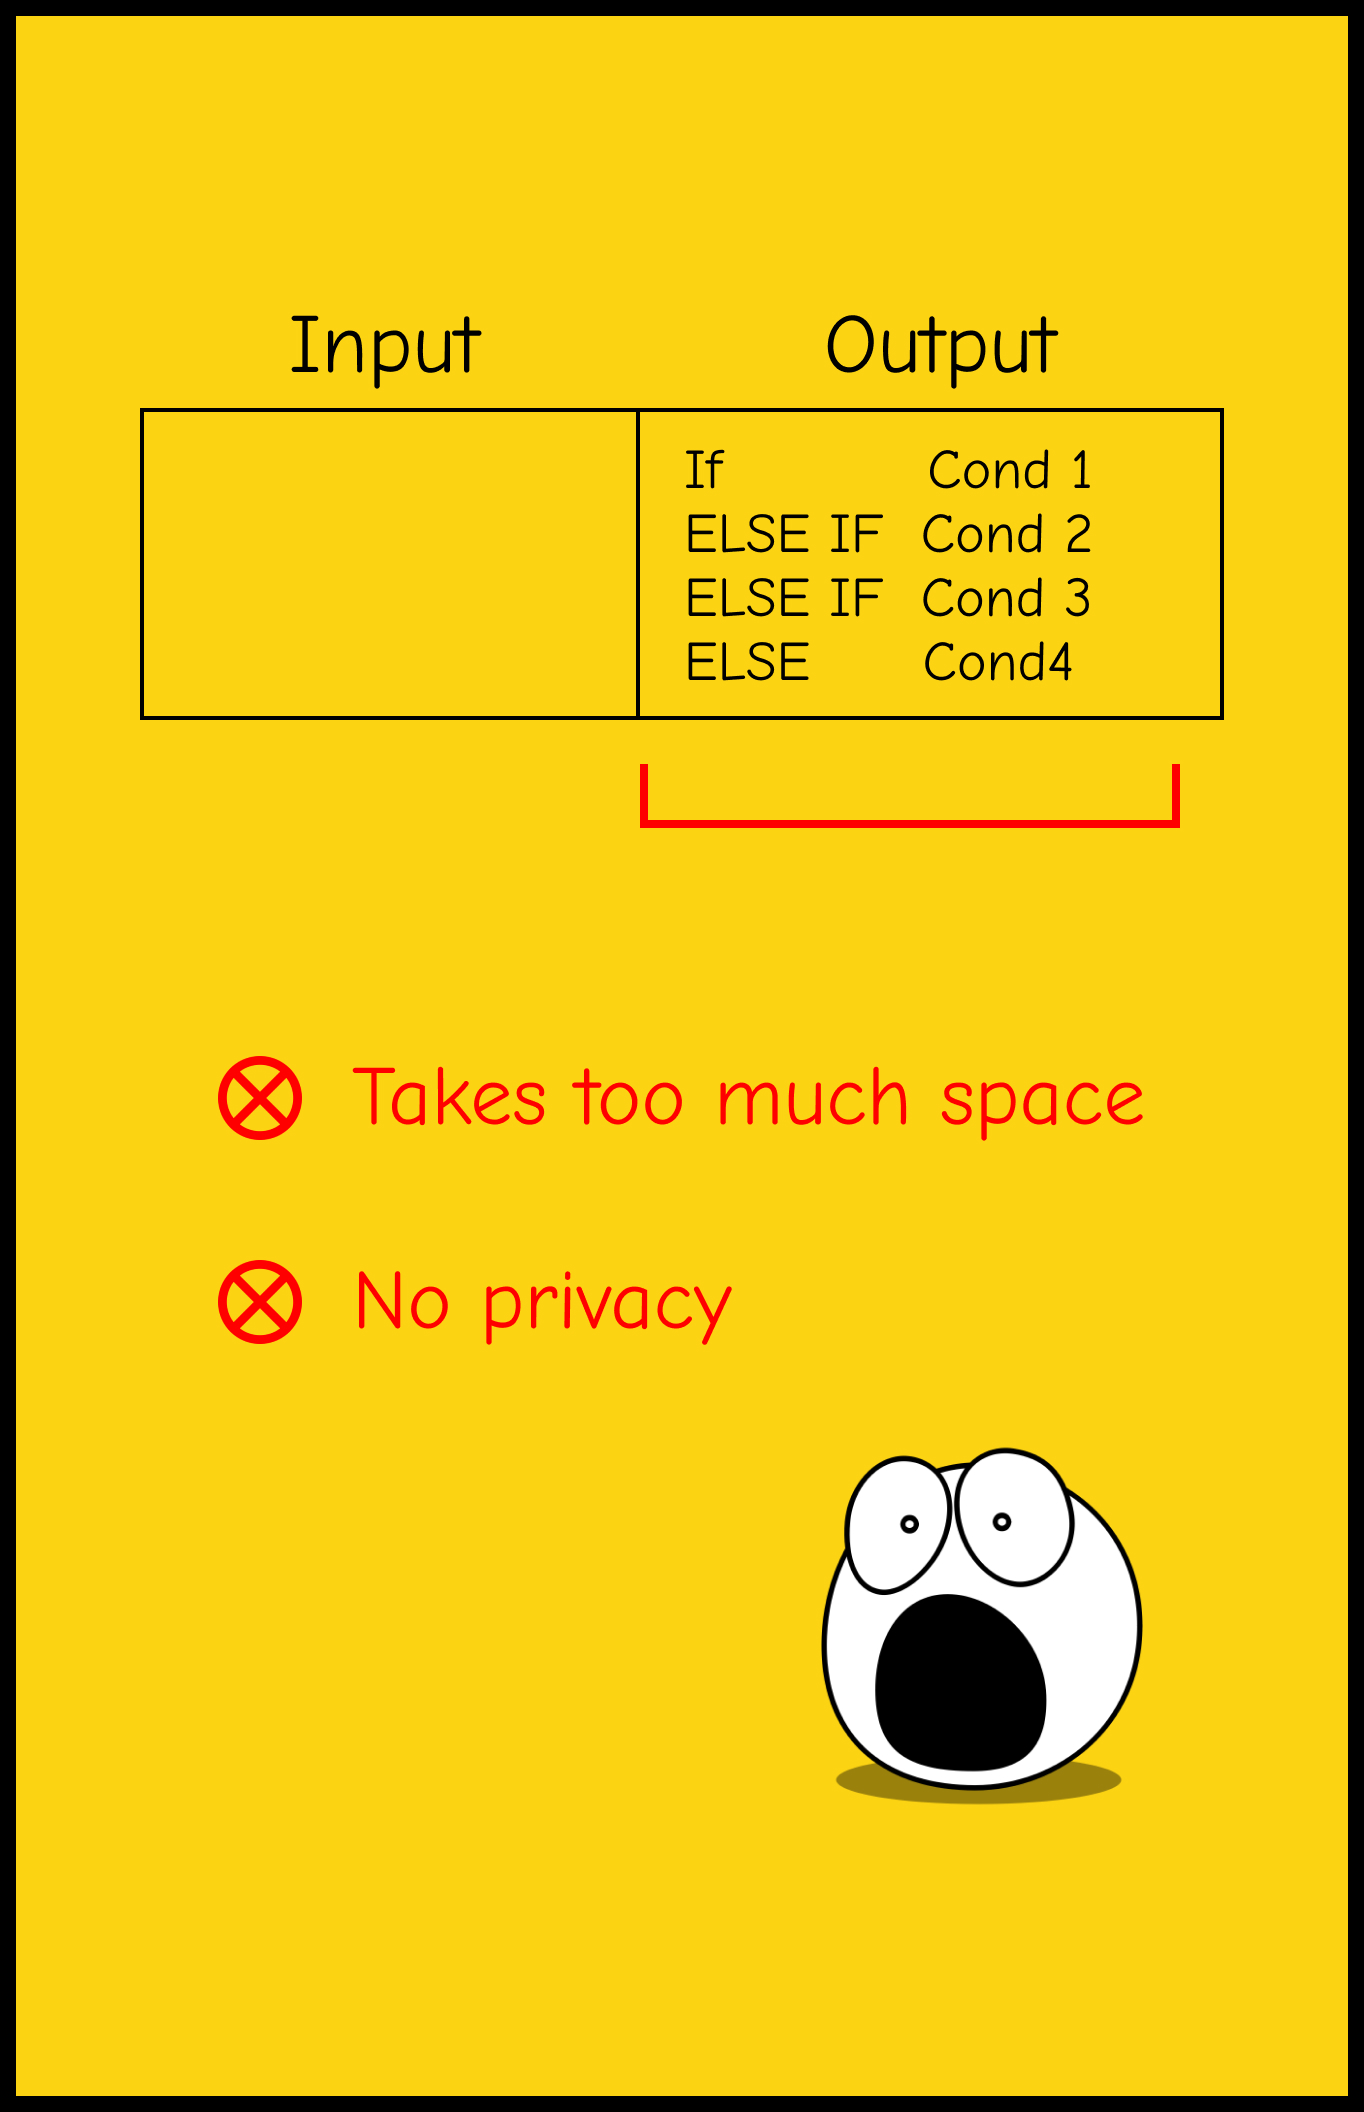 Input Output
If Cond 1
ELSE IF Cond 2
ELSE IF Cond 3
ELSE Cond4
Takes too much space
No privacy